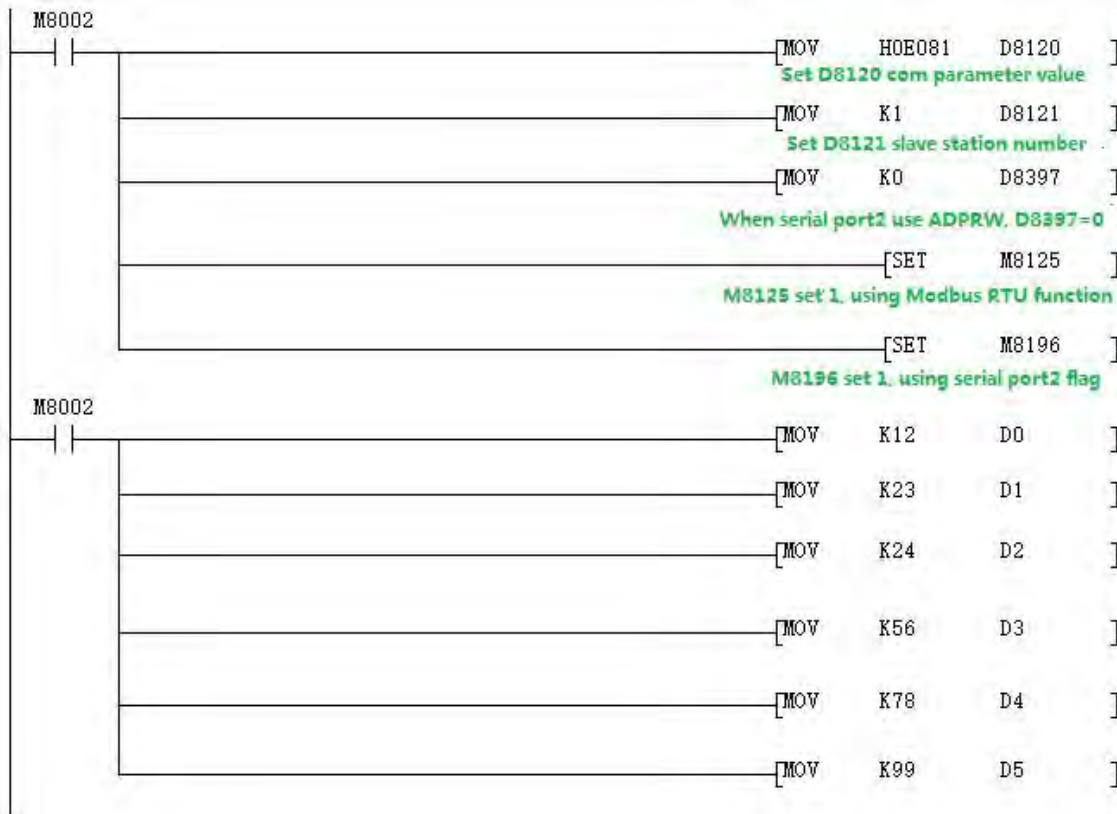 M8002
[MOV H0E081 D8120 ]
Set D8120 com parameter value
[MOV K1 D8121 ]
Set D8121 slave station number
[MOV K0 D8397 ]
When serial port2 use ADPRW, D8397=0
[SET M8125 ]
M8125 set 1, using Modbus RTU function
[SET M8196 ]
M8196 set 1, using serial port2 flag
M8002
[MOV K12 D0 ]
[MOV K23 D1 ]
[MOV K24 D2 ]
[MOV K56 D3 ]
[MOV K78 D4 ]
[MOV K99 D5 ]